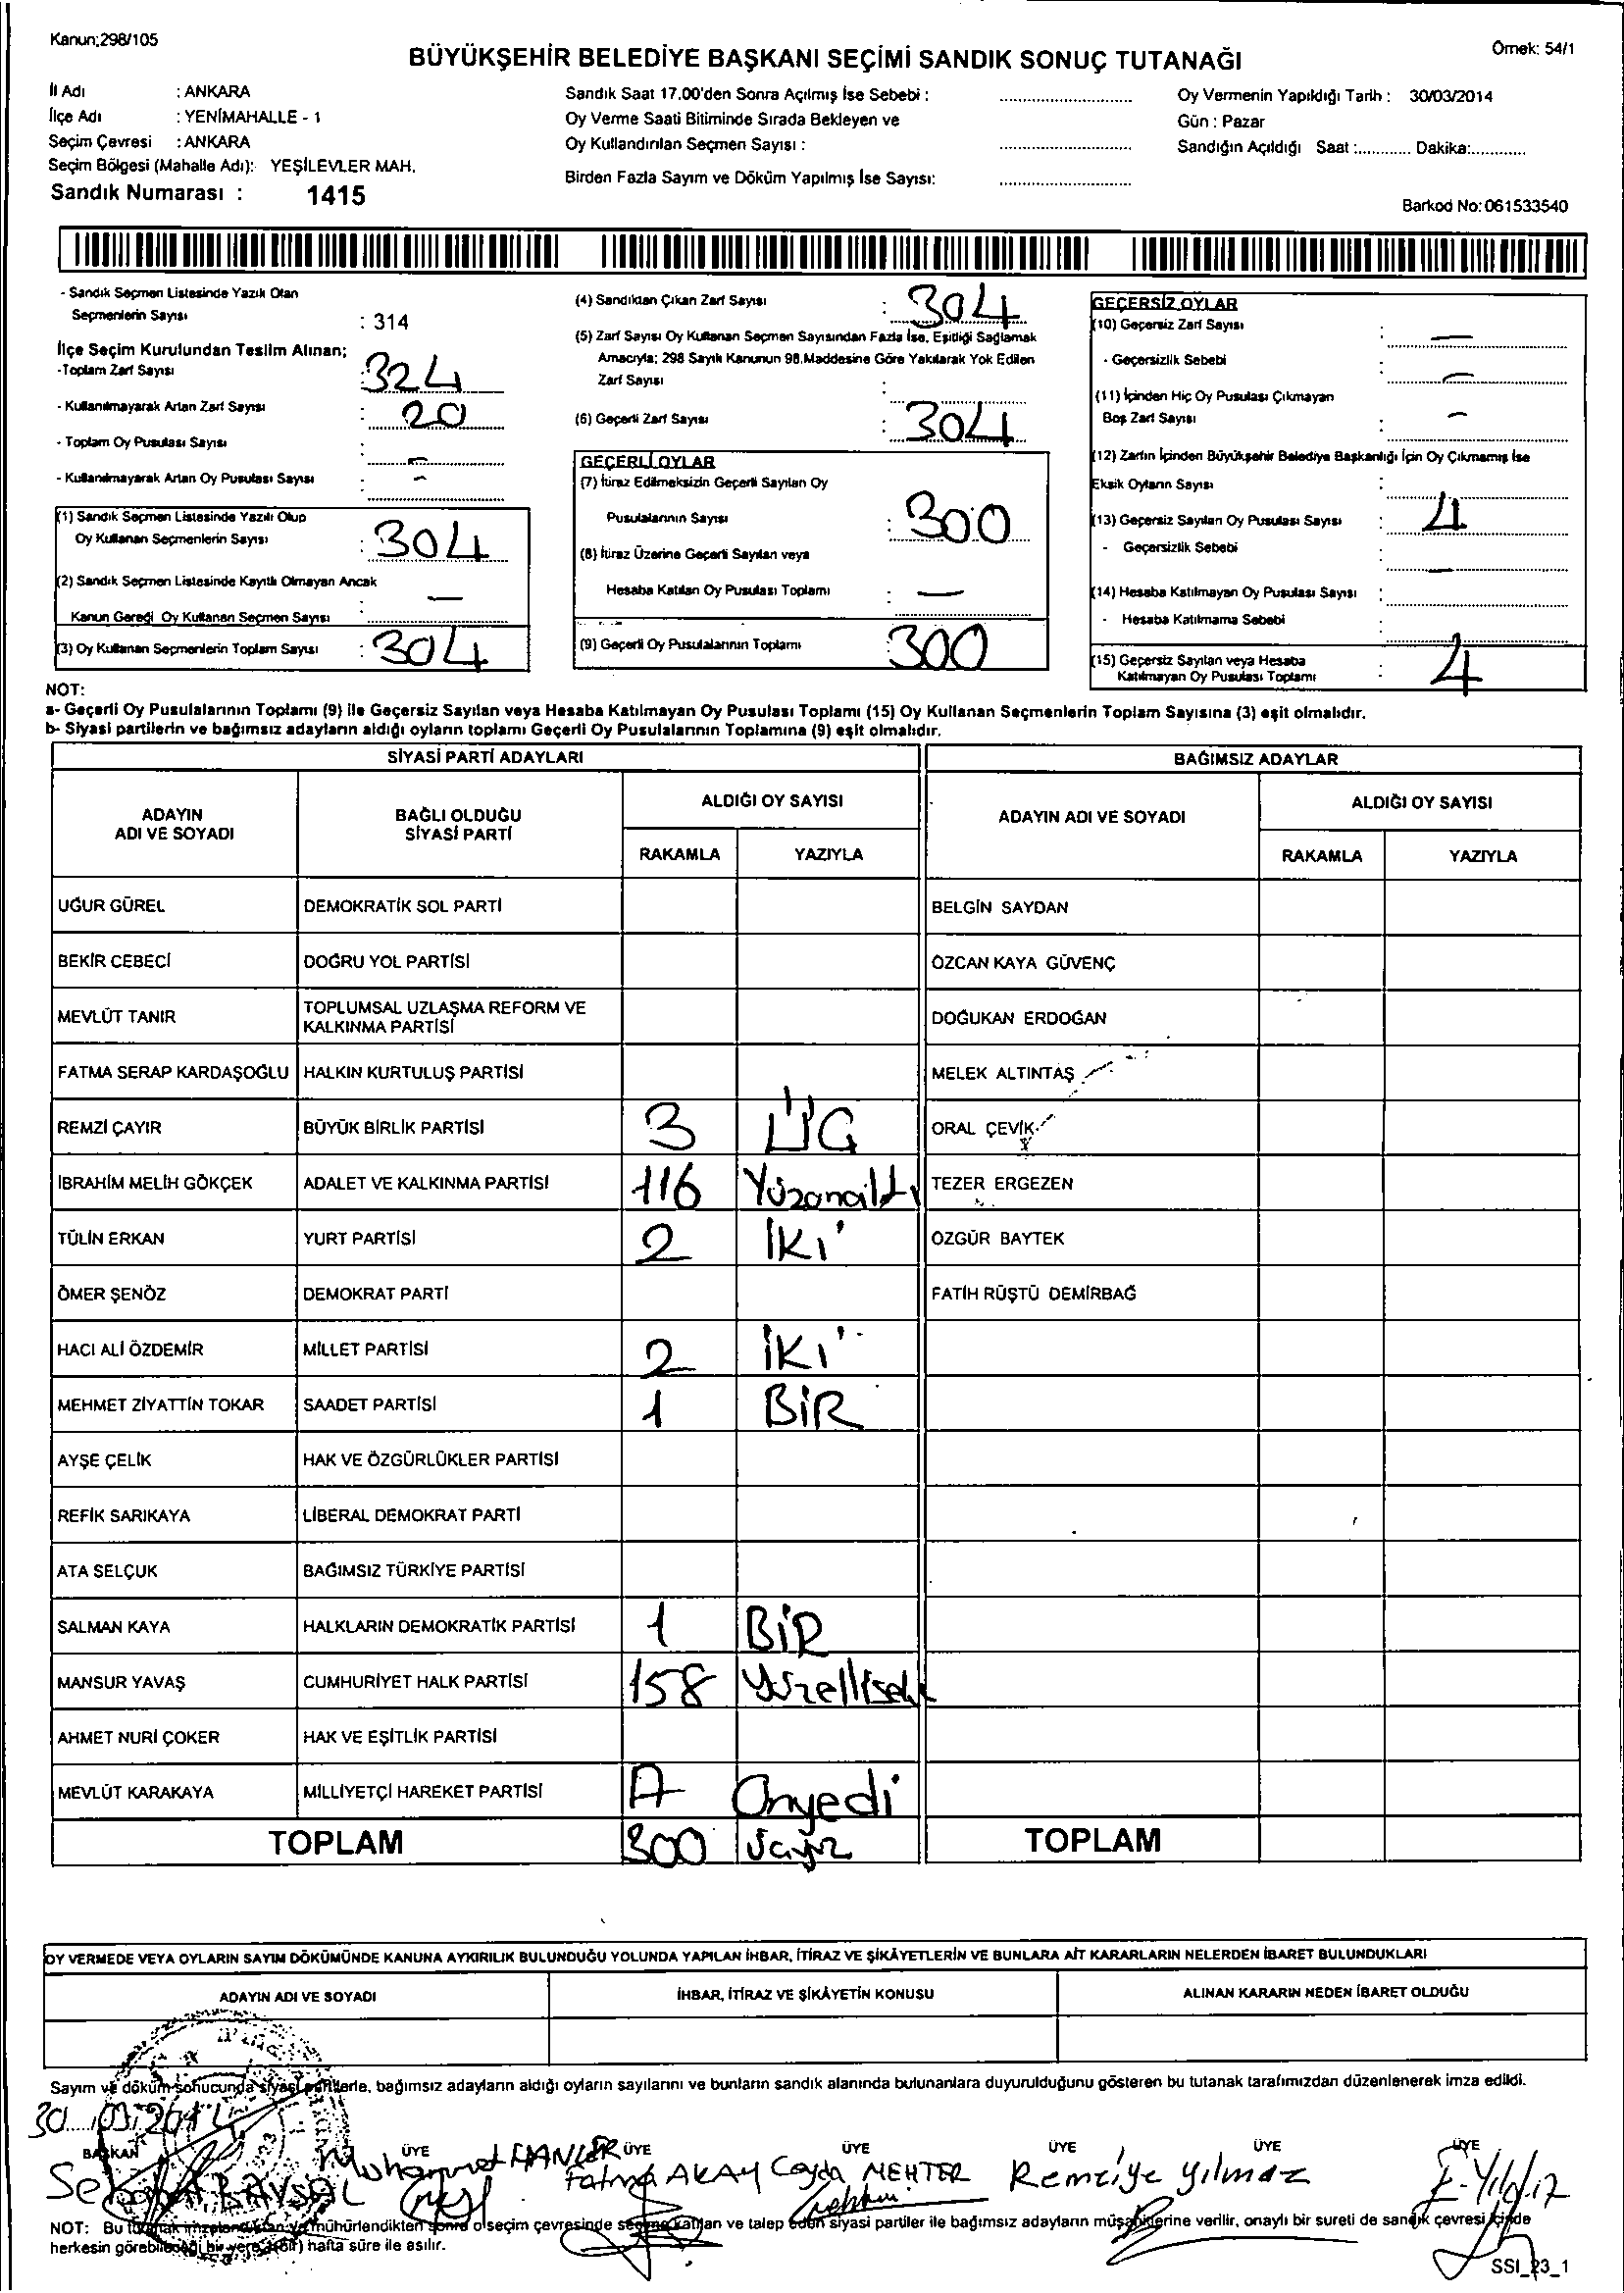 Kanun;298/105
Örnek: 54/1
BÜYÜKŞEHİR BELEDİYE BAŞKANI SEÇİMİ SANDIK SONUÇ TUTANAĞI
İl Adı : ANKARA
İlçe Adı : YENİMAHALLE - 1
Seçim Çevresi : ANKARA
Seçim Bölgesi (Mahalle Adı): YEŞİLEVLER MAH.
Sandık Numarası : 1415
Sandık Saat 17.00'den Sonra Açılmış İse Sebebi :
Oy Verme Saati Bitiminde Sırada Bekleyen ve
Oy Kullandırılan Seçmen Sayısı :
Birden Fazla Sayım ve Döküm Yapılmış İse Sayısı:
Oy Vermenin Yapıldığı Tarih : 30/03/2014
Gün : Pazar
Sandığın Açıldığı Saat :............ Dakika:............
Barkod No: 061533540
- Sandık Seçmen Listesinde Yazılı Olan
Seçmenlerin Sayısı : 314
İlçe Seçim Kurulundan Teslim Alınan;
-Toplam Zarf Sayısı : 324
- Kullanılmayarak Artan Zarf Sayısı : 20
- Toplam Oy Pusulası Sayısı : -
- Kullanılmayarak Artan Oy Pusulası Sayısı : -
(1) Sandık Seçmen Listesinde Yazılı Olup
Oy Kullanan Seçmenlerin Sayısı : 304
(2) Sandık Seçmen Listesinde Kayıtlı Olmayan Ancak
Kanun Gereği Oy Kullanan Seçmen Sayısı : -
(3) Oy Kullanan Seçmenlerin Toplam Sayısı : 304
(4) Sandıktan Çıkan Zarf Sayısı : 304
(5) Zarf Sayısı Oy Kullanan Seçmen Sayısından Fazla İse, Eşitliği Sağlamak
Amacıyla; 298 Sayılı Kanunun 98.Maddesine Göre Yakılarak Yok Edilen
Zarf Sayısı :
(6) Geçerli Zarf Sayısı : 304
GEÇERLİ OYLAR
(7) İtiraz Edilmeksizin Geçerli Sayılan Oy
Pusulalarının Sayısı : 300
(8) İtiraz Üzerine Geçerli Sayılan veya
Hesaba Katılan Oy Pusulası Toplamı : -
(9) Geçerli Oy Pusulalarının Toplamı : 300
GEÇERSİZ OYLAR
(10) Geçersiz Zarf Sayısı : -
- Geçersizlik Sebebi : -
(11) İçinden Hiç Oy Pusulası Çıkmayan
Boş Zarf Sayısı : -
(12) Zarfın İçinden Büyükşehir Belediye Başkanlığı İçin Oy Çıkmamış İse
Eksik Oyların Sayısı :
(13) Geçersiz Sayılan Oy Pusulası Sayısı : 4
- Geçersizlik Sebebi : -
(14) Hesaba Katılmayan Oy Pusulası Sayısı :
- Hesaba Katılmama Sebebi :
(15) Geçersiz Sayılan veya Hesaba
Katılmayan Oy Pusulası Toplamı : 4
NOT:
a- Geçerli Oy Pusulalarının Toplamı (9) ile Geçersiz Sayılan veya Hesaba Katılmayan Oy Pusulası Toplamı (15) Oy Kullanan Seçmenlerin Toplam Sayısına (3) eşit olmalıdır.
b- Siyasi partilerin ve bağımsız adayların aldığı oyların toplamı Geçerli Oy Pusulalarının Toplamına (9) eşit olmalıdır.
SİYASİ PARTİ ADAYLARI
BAĞIMSIZ ADAYLAR
ADAYIN ADI VE SOYADI
BAĞLI OLDUĞU SİYASİ PARTİ
ALDIĞI OY SAYISI
RAKAMLA YAZIYLA
ADAYIN ADI VE SOYADI
ALDIĞI OY SAYISI
RAKAMLA YAZIYLA
UĞUR GÜREL DEMOKRATİK SOL PARTİ BELGİN SAYDAN
BEKİR CEBECİ DOĞRU YOL PARTİSİ ÖZCAN KAYA GÜVENÇ
MEVLÜT TANIR TOPLUMSAL UZLAŞMA REFORM VE KALKINMA PARTİSİ DOĞUKAN ERDOĞAN
FATMA SERAP KARDAŞOĞLU HALKIN KURTULUŞ PARTİSİ MELEK ALTINTAŞ
REMZİ ÇAYIR BÜYÜK BİRLİK PARTİSİ 3 ÜÇ ORAL ÇEVİK
İBRAHİM MELİH GÖKÇEK ADALET VE KALKINMA PARTİSİ 116 Yüzonaltı TEZER ERGEZEN
TÜLİN ERKAN YURT PARTİSİ 2 İKİ ÖZGÜR BAYTEK
ÖMER ŞENÖZ DEMOKRAT PARTİ FATİH RÜŞTÜ DEMİRBAĞ
HACI ALİ ÖZDEMİR MİLLET PARTİSİ 2 İKİ
MEHMET ZİYATTİN TOKAR SAADET PARTİSİ 1 BİR
AYŞE ÇELİK HAK VE ÖZGÜRLÜKLER PARTİSİ
REFİK SARIKAYA LİBERAL DEMOKRAT PARTİ
ATA SELÇUK BAĞIMSIZ TÜRKİYE PARTİSİ
SALMAN KAYA HALKLARIN DEMOKRATİK PARTİSİ 1 BİR
MANSUR YAVAŞ CUMHURİYET HALK PARTİSİ 158 Yüzellisek
AHMET NURİ ÇOKER HAK VE EŞİTLİK PARTİSİ
MEVLÜT KARAKAYA MİLLİYETÇİ HAREKET PARTİSİ 17 Onyedi
TOPLAM 300 üçyüz TOPLAM
OY VERMEDE VEYA OYLARIN SAYIM DÖKÜMÜNDE KANUNA AYKIRILIK BULUNDUĞU YOLUNDA YAPILAN İHBAR, İTİRAZ VE ŞİKÂYETLERİN VE BUNLARA AİT KARARLARIN NELERDEN İBARET BULUNDUKLARI
ADAYIN ADI VE SOYADI İHBAR, İTİRAZ VE ŞİKÂYETİN KONUSU ALINAN KARARIN NEDEN İBARET OLDUĞU
Sayım ve döküm sonucunda siyasi partilerle, bağımsız adayların aldığı oyların sayılarını ve bunların sandık alanında bulunanlara duyurulduğunu gösteren bu tutanak tarafımızdan düzenlenerek imza edildi.
30.03.2014
BAŞKAN ÜYE ÜYE ÜYE ÜYE ÜYE ÜYE
BAYSAL Muhammet Fatma AKAY Cayda MEHTER Remziye Yılmaz
NOT: Bu tutanak imzalandıktan ve mühürlendikten sonra o seçim çevresinde seçime katılan ve talep eden siyasi partiler ile bağımsız adayların müşahitlerine verilir, onaylı bir sureti de sandık çevresi içinde
herkesin görebileceği bir yere (bir) hafta süre ile asılır.
SSI_23_1